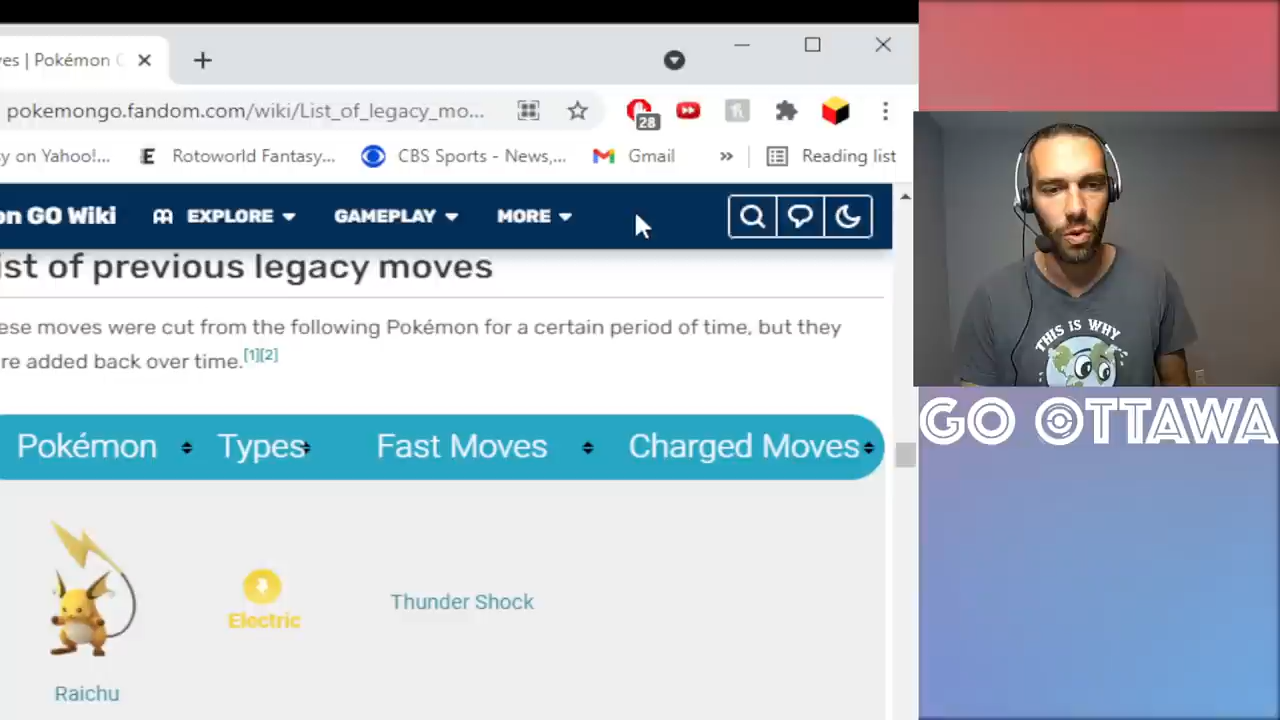 ves | Pokémon G
pokemongo.fandom.com/wiki/List_of_legacy_mo...
28
sy on Yahoo!...
Rotoworld Fantasy...
CBS Sports - News,...
Gmail
»
Reading list
on GO Wiki
EXPLORE
GAMEPLAY
MORE
ist of previous legacy moves
ese moves were cut from the following Pokémon for a certain period of time, but they
re added back over time.[1][2]
Pokémon
Types
Fast Moves
Charged Moves
Electric
Thunder Shock
Raichu
THIS IS WHY
GO OTTAWA